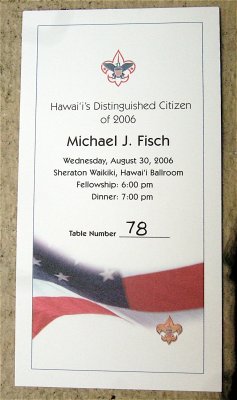 Hawai'i's Distinguished Citizen
of 2006
Michael J. Fisch
Wednesday, August 30, 2006
Sheraton Waikiki, Hawai'i Ballroom
Fellowship: 6:00 pm
Dinner: 7:00 pm
Table Number 78